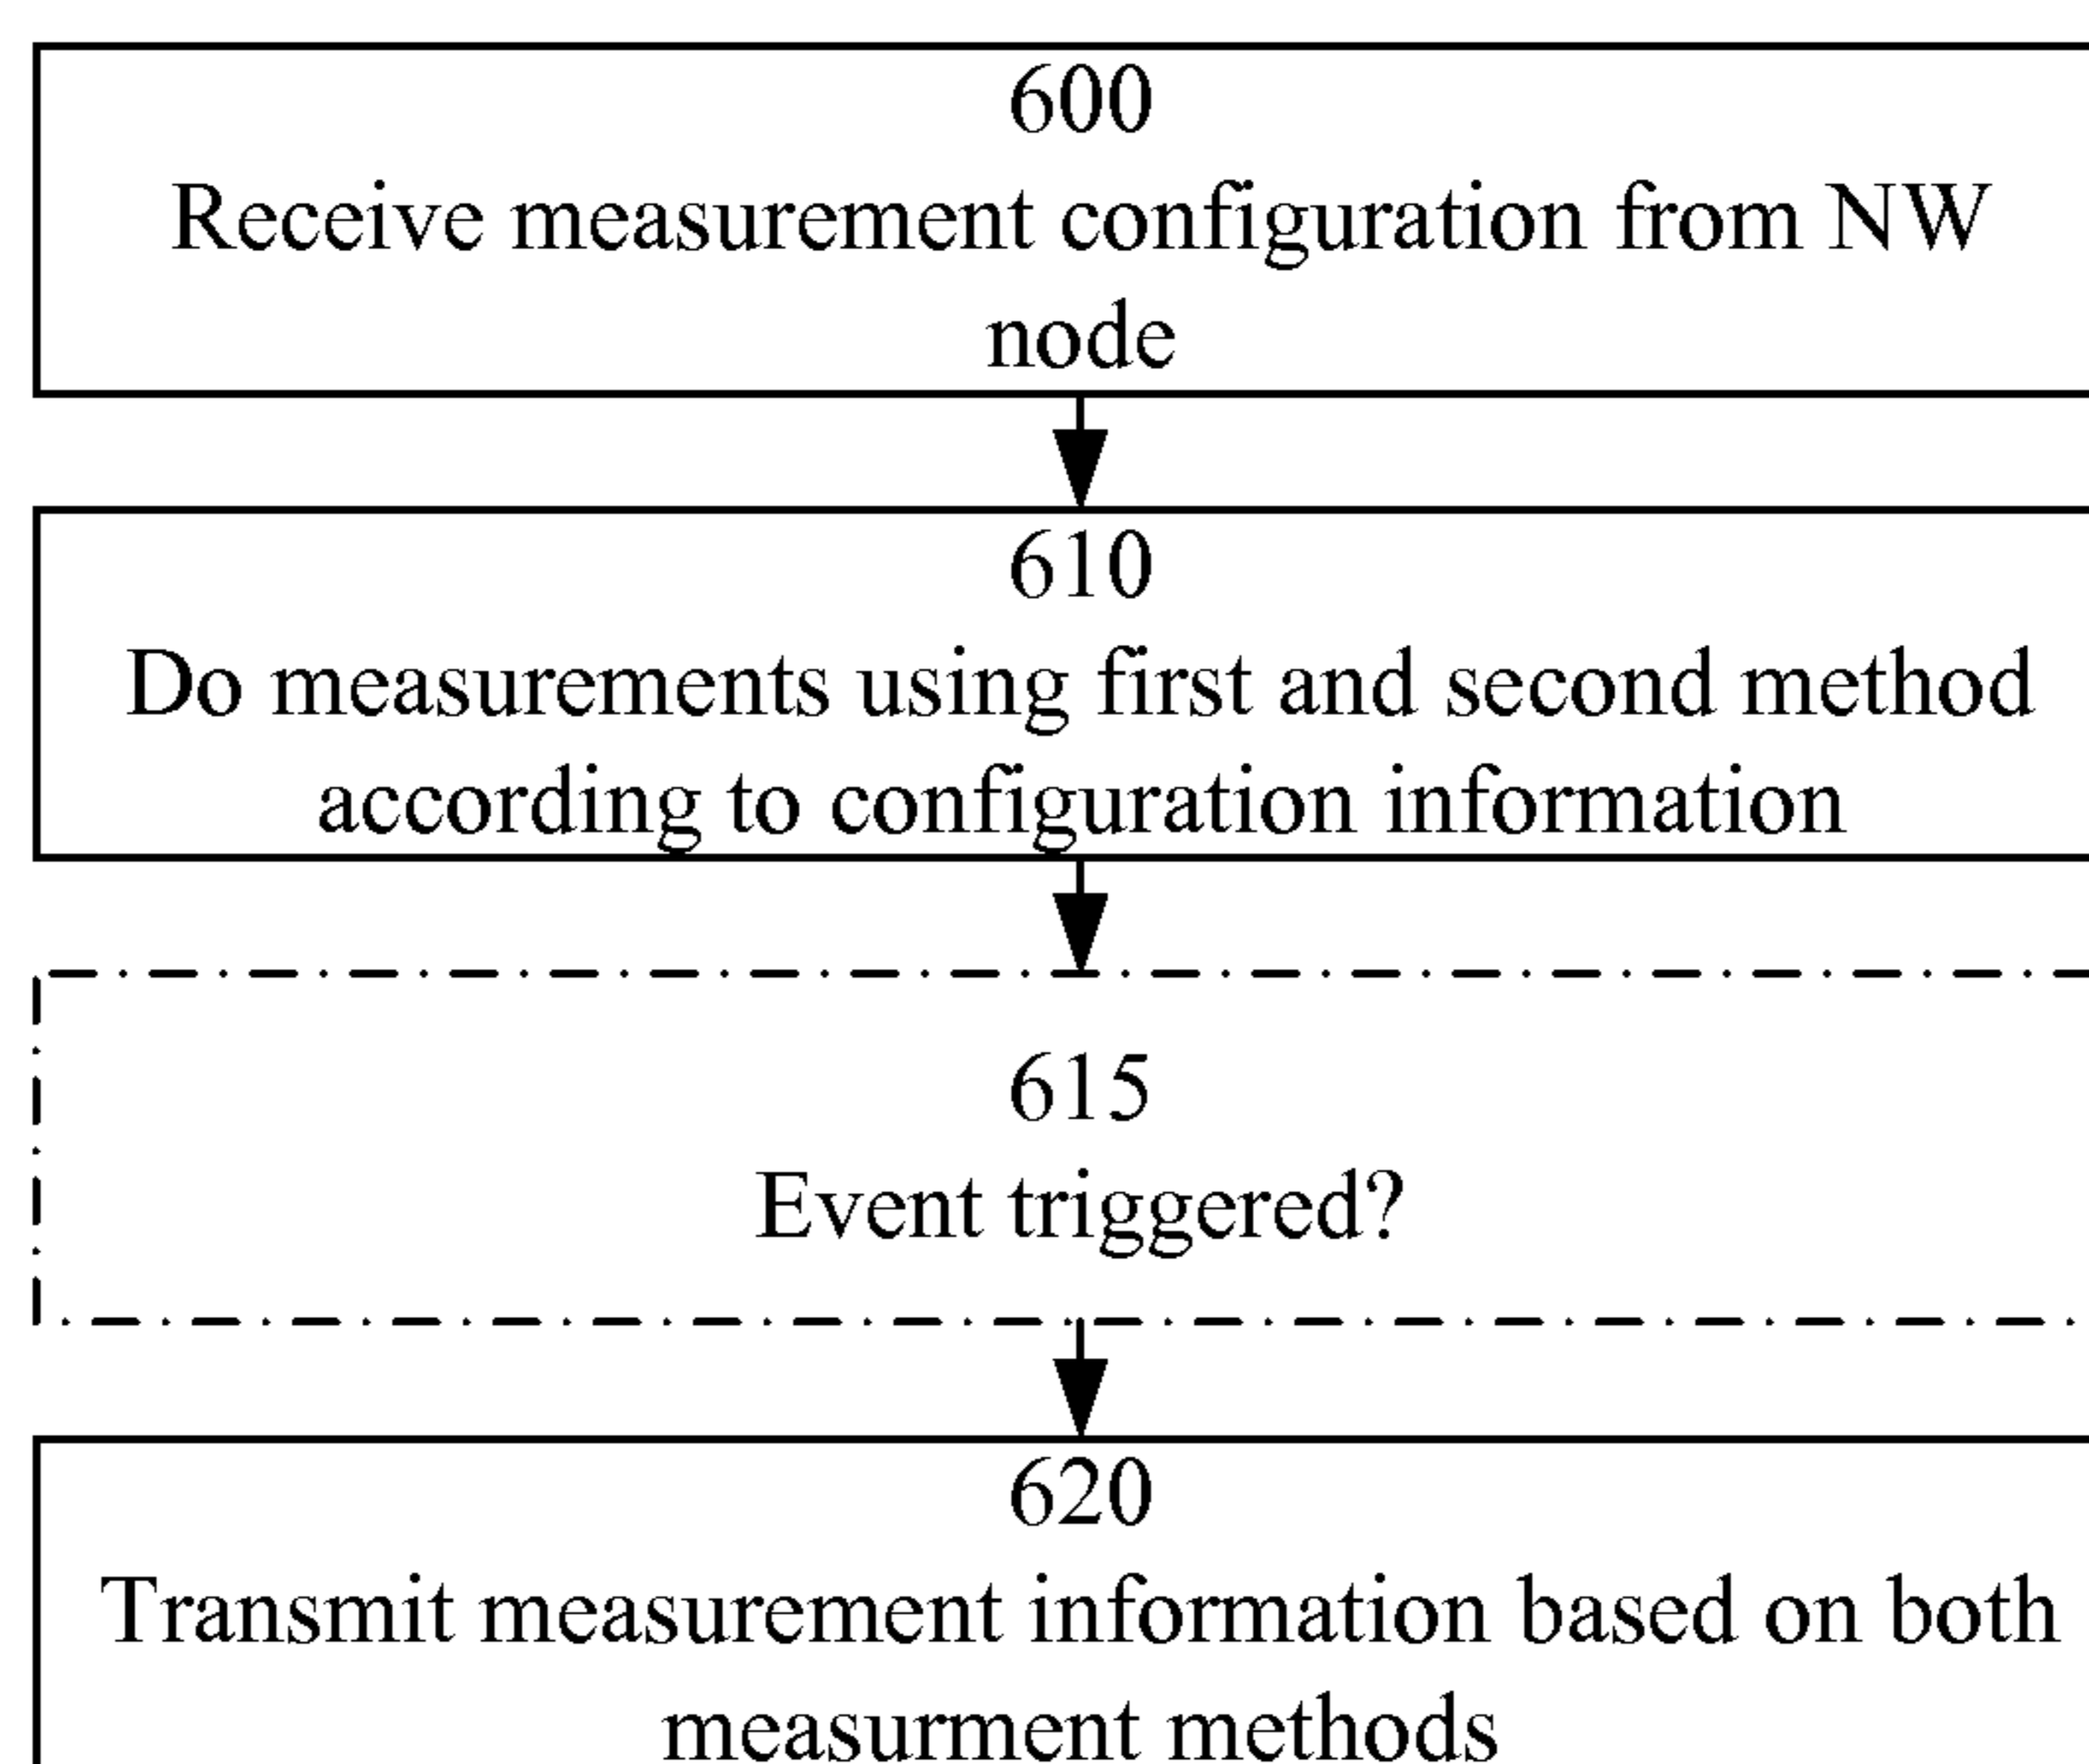 600
Receive measurement configuration from NW
node
610
Do measurements using first and second method
according to configuration information
615
Event triggered?
620
Transmit measurement information based on both
measurment methods